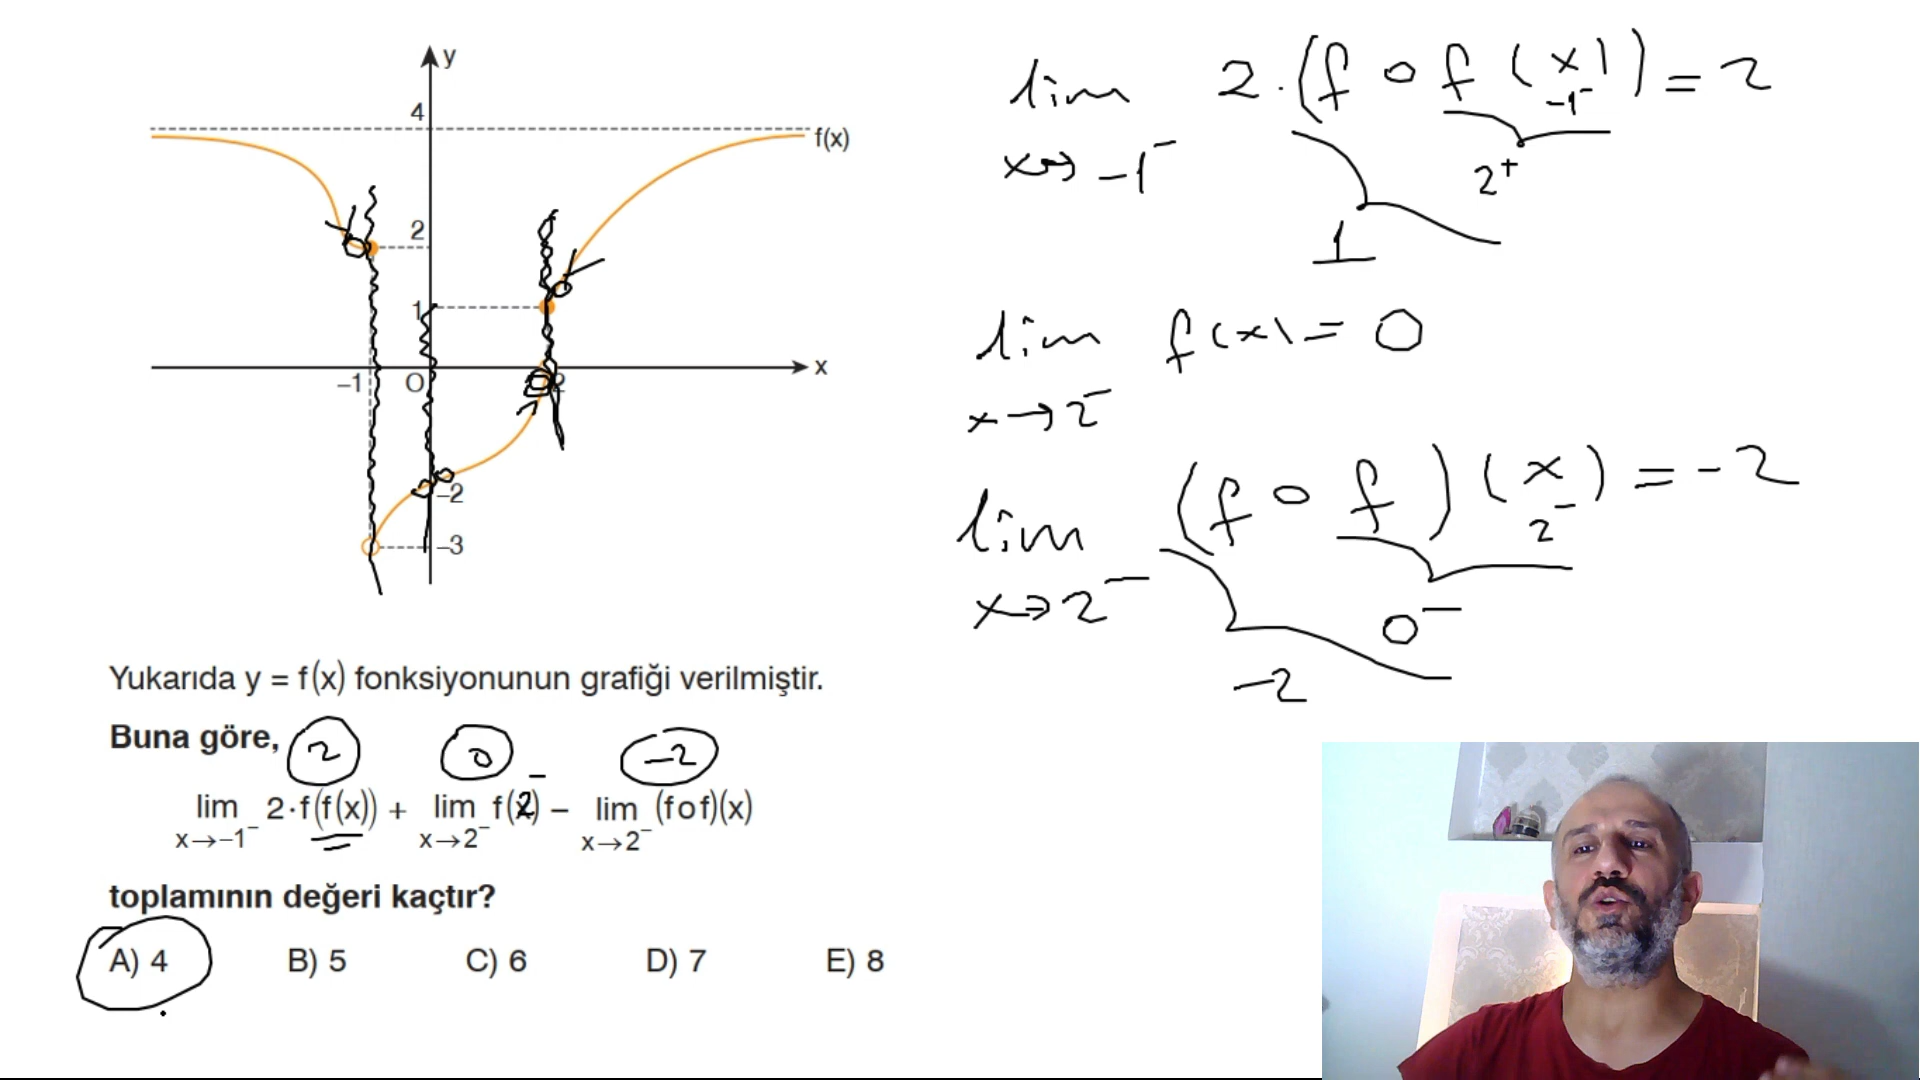 y
4
f(x)
2
1
–1 O 2 x
–2
–3
Yukarıda y = f(x) fonksiyonunun grafiği verilmiştir.
Buna göre, 2 0 -2
lim 2·f(f(x)) + lim f(2⁻) – lim (fof)(x)
x→–1⁻ x→2⁻ x→2⁻
toplamının değeri kaçtır?
A) 4 B) 5 C) 6 D) 7 E) 8
lim 2·(f o f(x)) = 2
x→-1⁻ -1⁻
2⁺
1
lim f(x) = 0
x→2⁻
lim (f o f)(x) = -2
x→2⁻ 2⁻
0⁻
-2